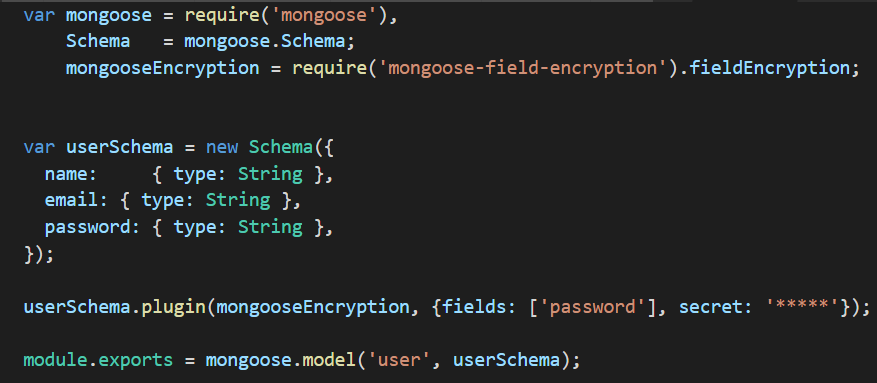 var mongoose = require('mongoose'),
    Schema   = mongoose.Schema;
    mongooseEncryption = require('mongoose-field-encryption').fieldEncryption;
var userSchema = new Schema({
  name:     { type: String },
  email: { type: String },
  password: { type: String },
});
userSchema.plugin(mongooseEncryption, {fields: ['password'], secret: '*****'});
module.exports = mongoose.model('user', userSchema);